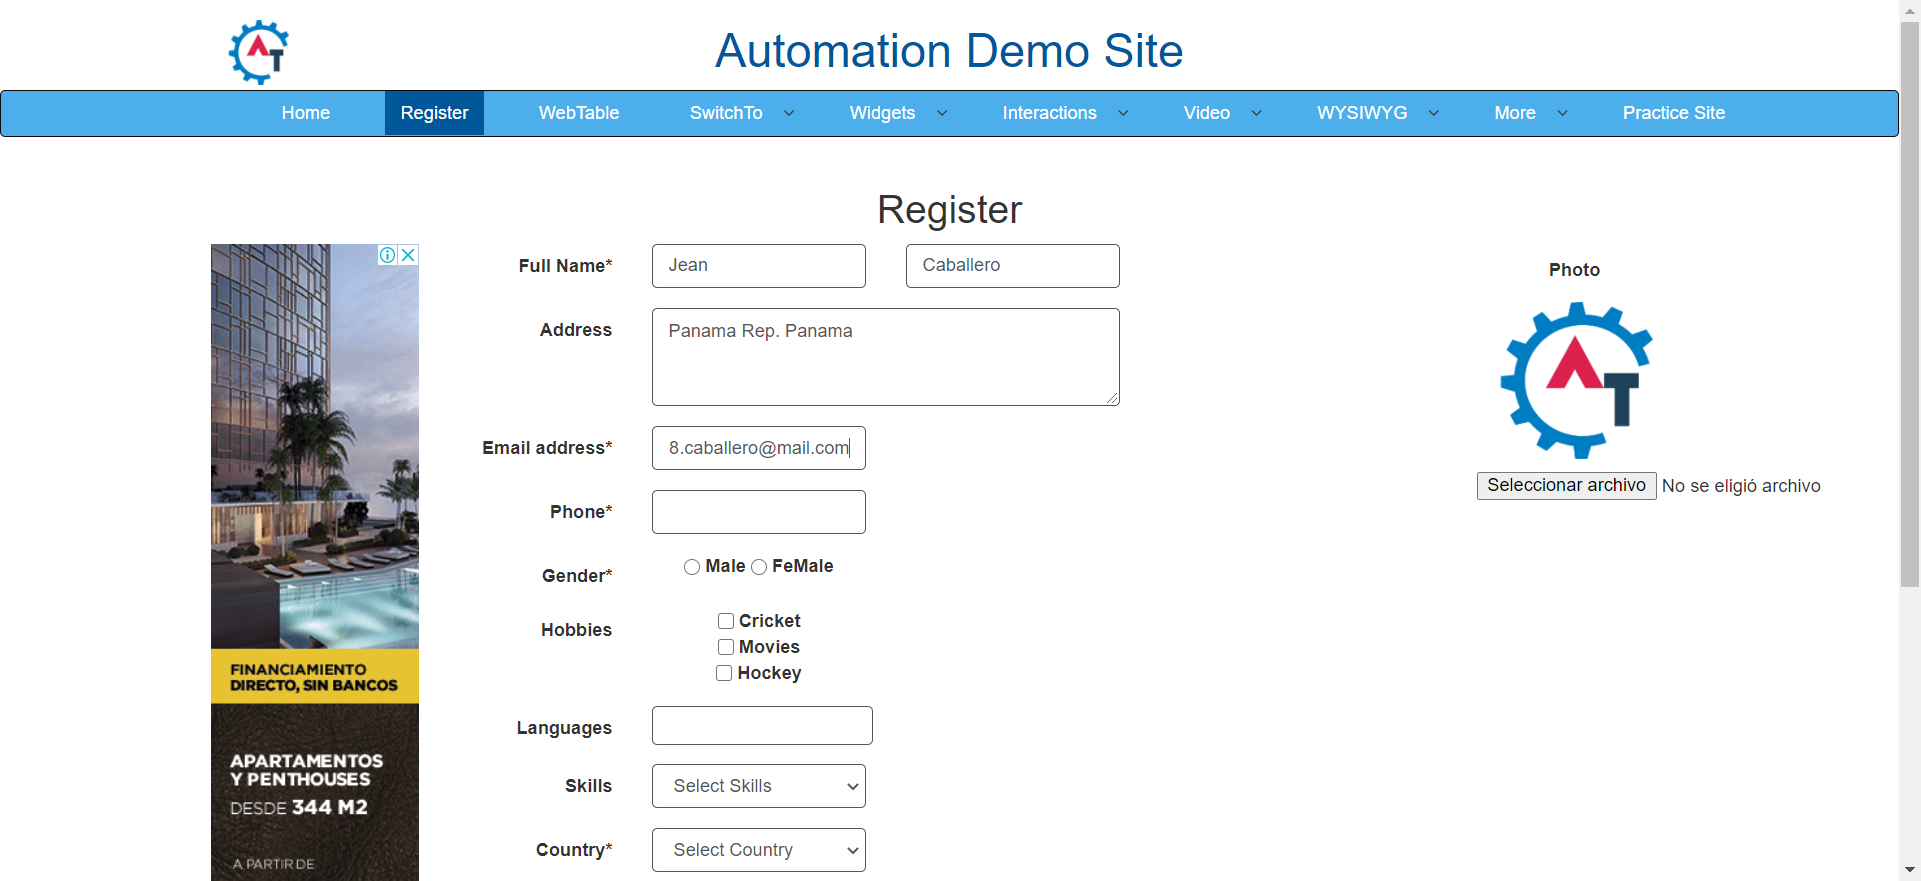 Automation Demo Site
Home Register WebTable SwitchTo Widgets Interactions Video WYSIWYG More Practice Site
Register
Full Name* Jean Caballero
Address Panama Rep. Panama
Email address* 8.caballero@mail.com
Phone*
Gender* Male FeMale
Hobbies Cricket
Movies
Hockey
Languages
Skills Select Skills
Country* Select Country
Photo
AT
Seleccionar archivo No se eligió archivo
FINANCIAMIENTO
DIRECTO, SIN BANCOS
APARTAMENTOS
Y PENTHOUSES
DESDE 344 M2
A PARTIR DE